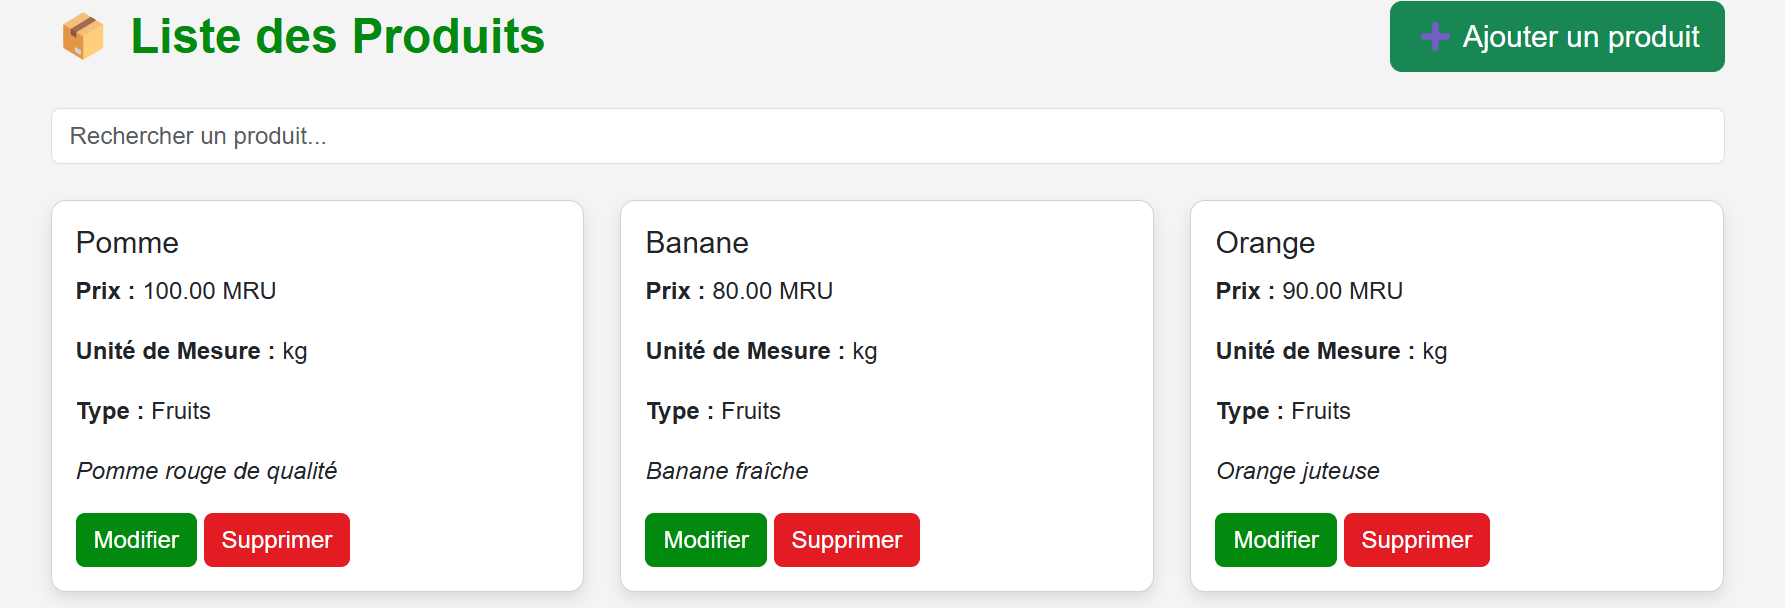 Liste des Produits
Ajouter un produit
Rechercher un produit...
Pomme
Prix : 100.00 MRU
Unité de Mesure : kg
Type : Fruits
Pomme rouge de qualité
Modifier Supprimer
Banane
Prix : 80.00 MRU
Unité de Mesure : kg
Type : Fruits
Banane fraîche
Modifier Supprimer
Orange
Prix : 90.00 MRU
Unité de Mesure : kg
Type : Fruits
Orange juteuse
Modifier Supprimer